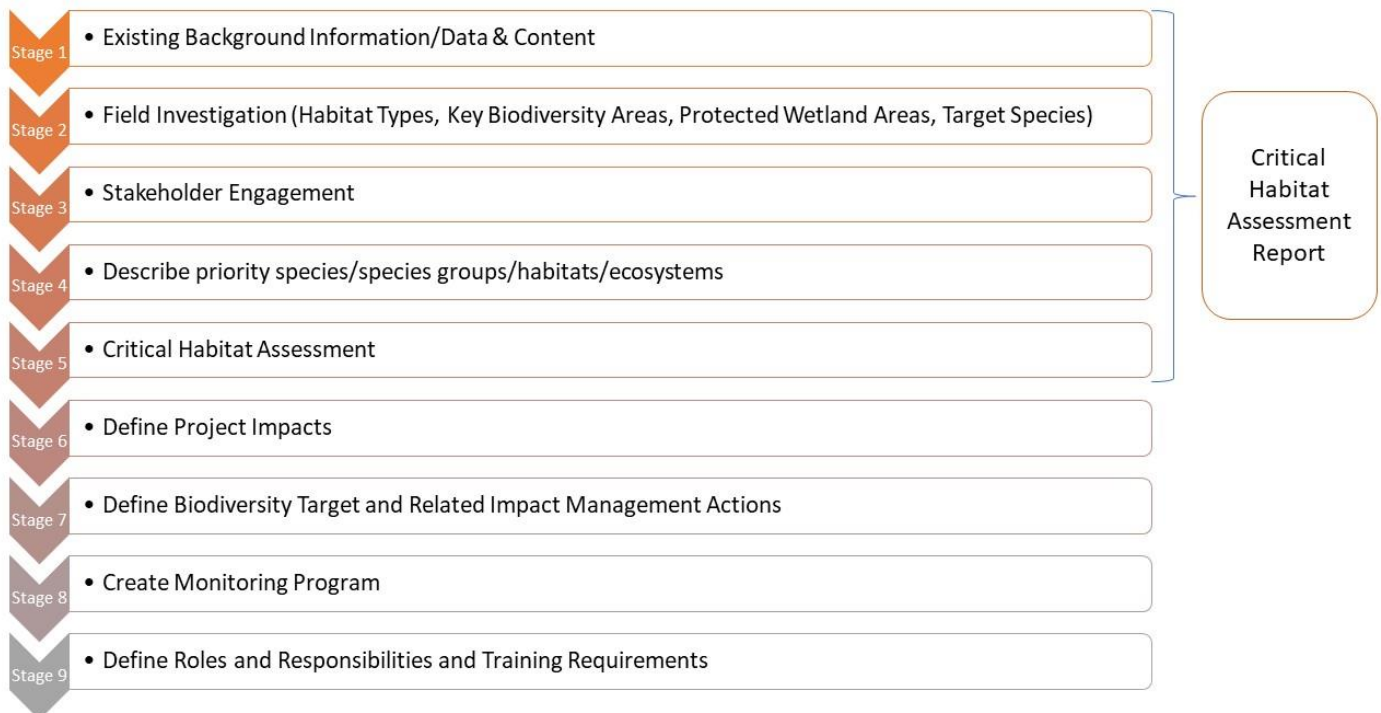 Stage 1
• Existing Background Information/Data & Content
Stage 2
• Field Investigation (Habitat Types, Key Biodiversity Areas, Protected Wetland Areas, Target Species)
Stage 3
• Stakeholder Engagement
Stage 4
• Describe priority species/species groups/habitats/ecosystems
Stage 5
• Critical Habitat Assessment
Stage 6
• Define Project Impacts
Stage 7
• Define Biodiversity Target and Related Impact Management Actions
Stage 8
• Create Monitoring Program
Stage 9
• Define Roles and Responsibilities and Training Requirements
Critical
Habitat
Assessment
Report